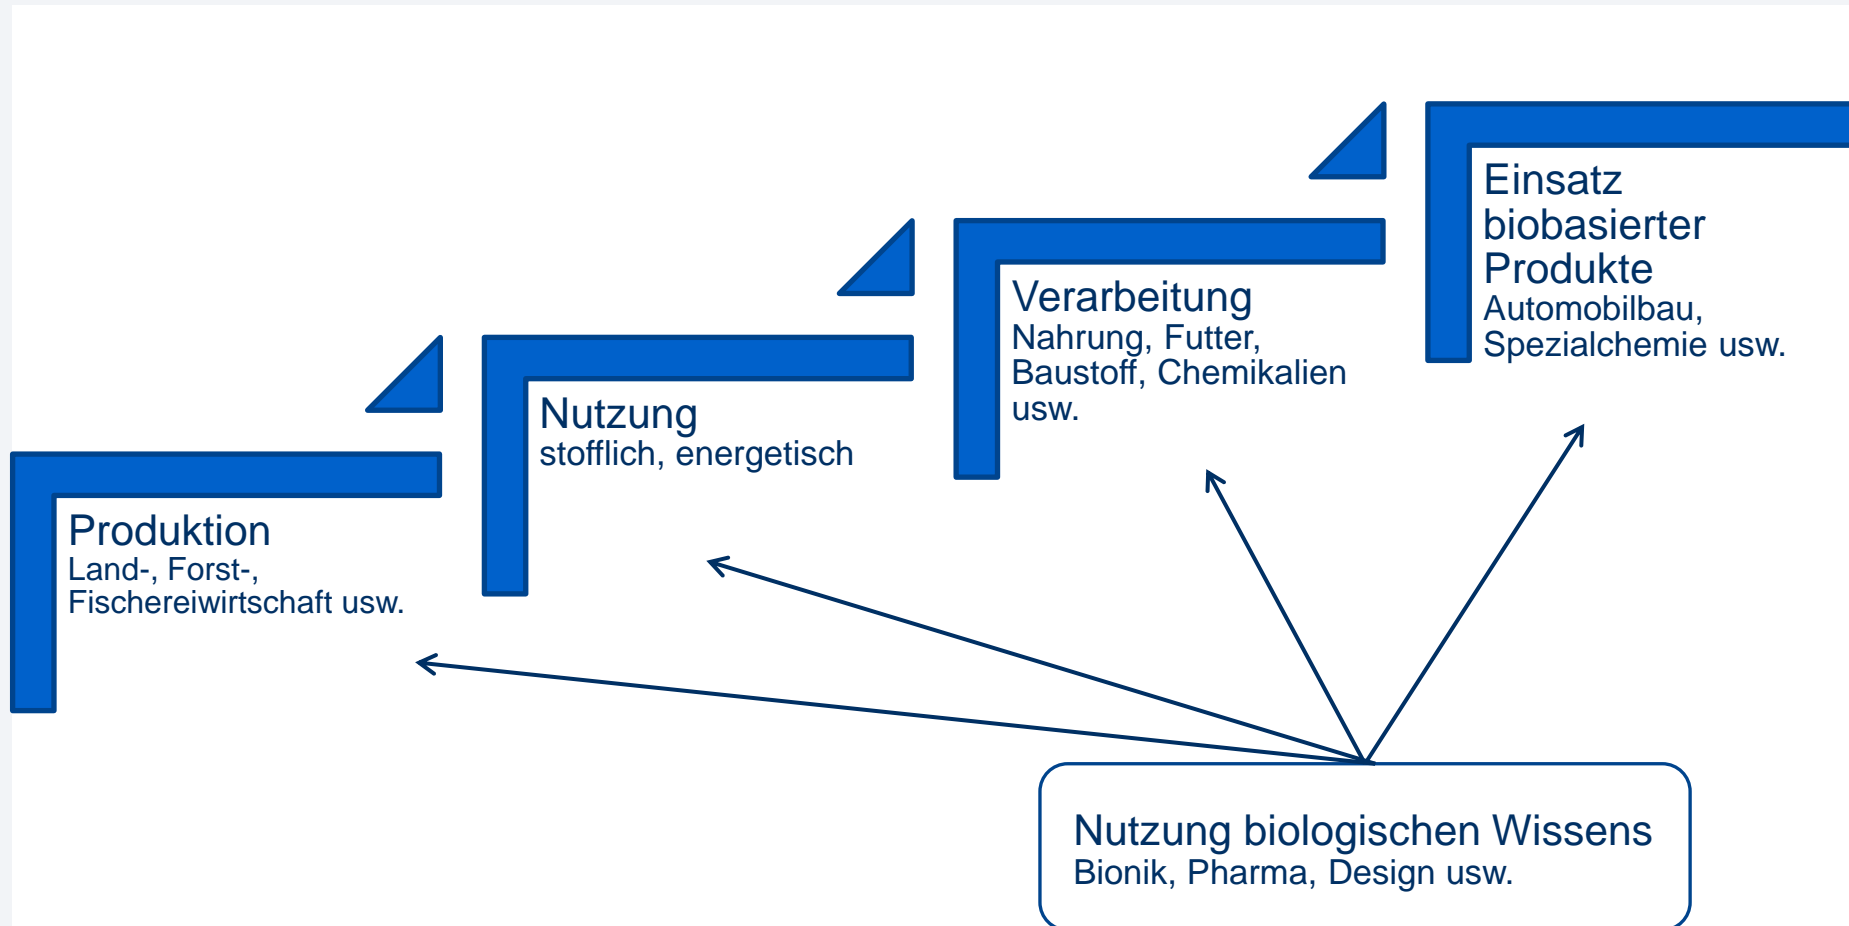 Produktion
Land-, Forst-,
Fischereiwirtschaft usw.
Nutzung
stofflich, energetisch
Verarbeitung
Nahrung, Futter,
Baustoff, Chemikalien
usw.
Einsatz
biobasierter
Produkte
Automobilbau,
Spezialchemie usw.
Nutzung biologischen Wissens
Bionik, Pharma, Design usw.